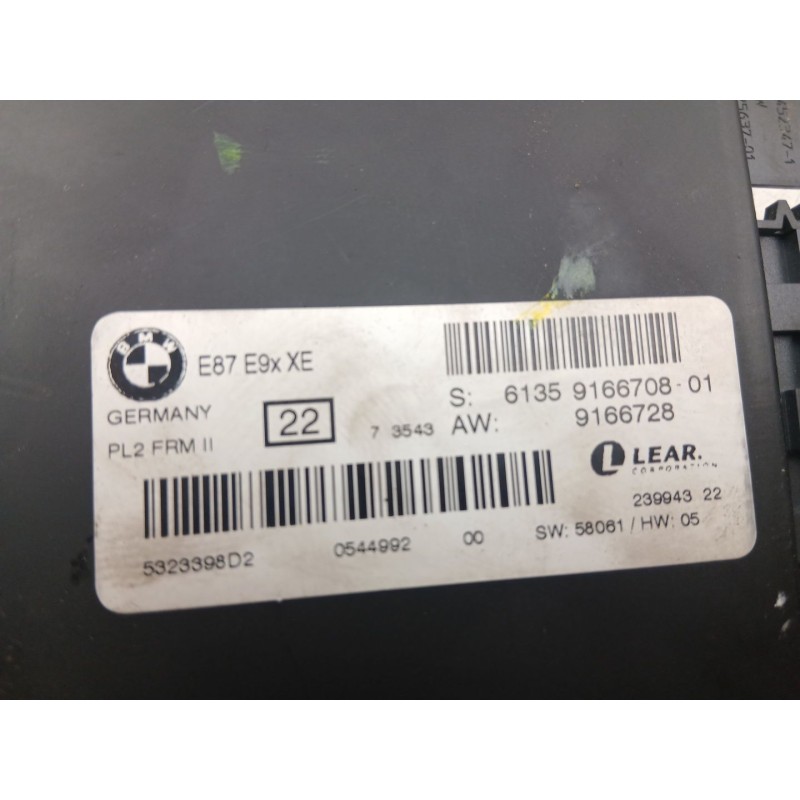 BMW
E87 E9x XE
GERMANY
PL2 FRM II
22
7 3543
S: 6135 9166708-01
AW: 9166728
LEAR.
CORPORATION
239943 22
SW: 58061 / HW: 05
5323398D2 0544992 00